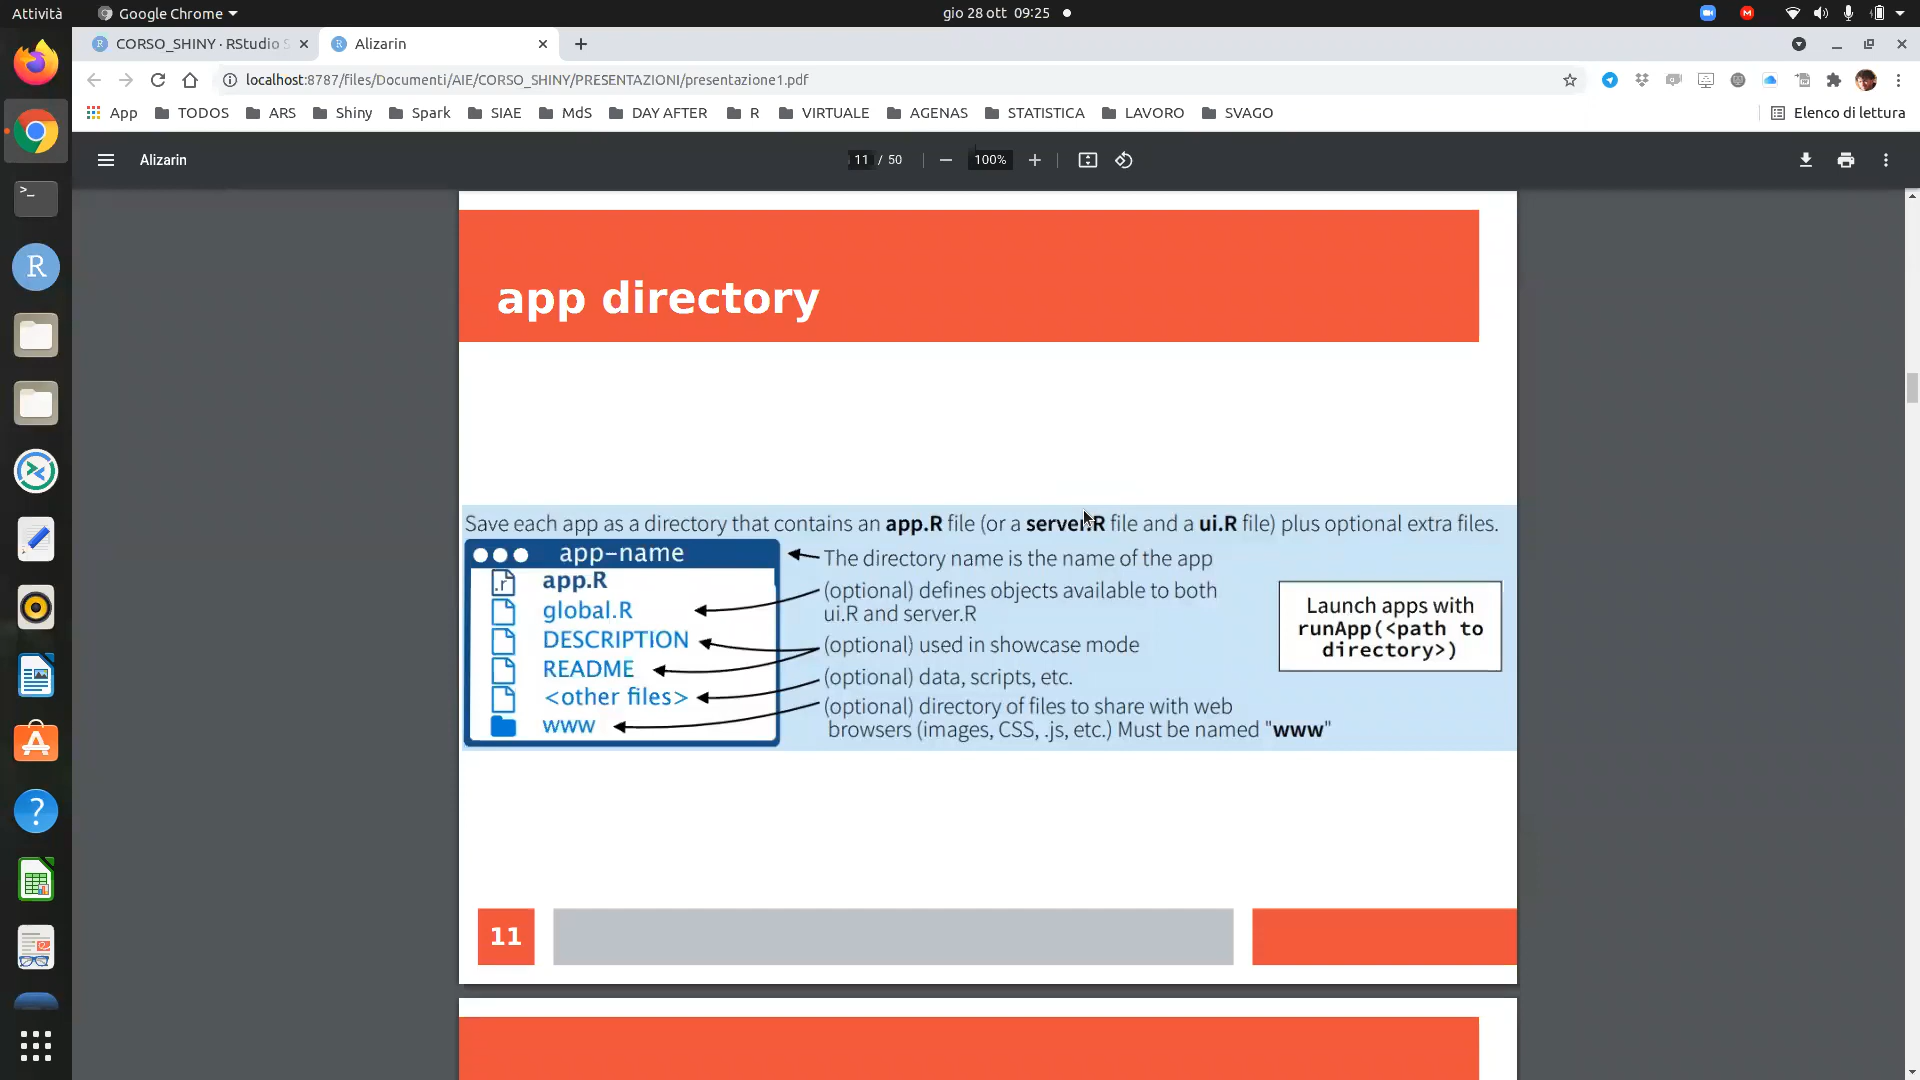 Attività
Google Chrome
gio 28 ott 09:25
CORSO_SHINY · RStudio S
Alizarin
localhost:8787/files/Documenti/AIE/CORSO_SHINY/PRESENTAZIONI/presentazione1.pdf
App
TODOS
ARS
Shiny
Spark
SIAE
MdS
DAY AFTER
R
VIRTUALE
AGENAS
STATISTICA
LAVORO
SVAGO
Elenco di lettura
Alizarin
11 / 50
100%
app directory
Save each app as a directory that contains an app.R file (or a server.R file and a ui.R file) plus optional extra files.
app-name
The directory name is the name of the app
.r app.R
(optional) defines objects available to both
ui.R and server.R
global.R
DESCRIPTION
(optional) used in showcase mode
README
(optional) data, scripts, etc.
<other files>
(optional) directory of files to share with web
browsers (images, CSS, .js, etc.) Must be named "www"
www
Launch apps with
runApp(<path to
directory>)
11